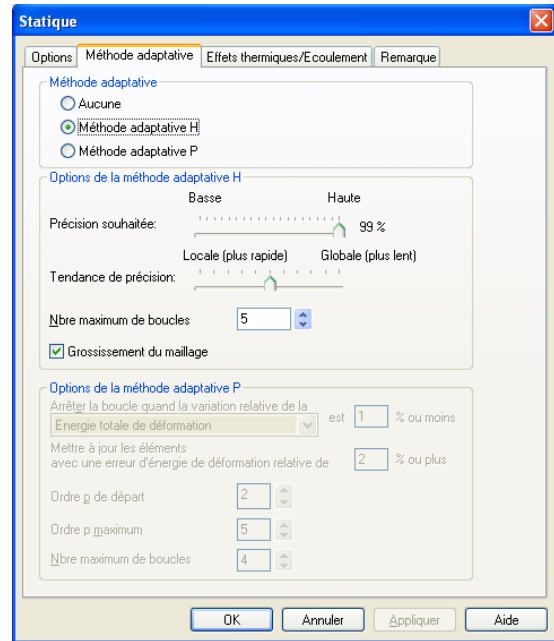 Statique
Options Méthode adaptative Effets thermiques/Ecoulement Remarque
Méthode adaptative
Aucune
Méthode adaptative H
Méthode adaptative P
Options de la méthode adaptative H
Basse Haute
Précision souhaitée: 99 %
Locale (plus rapide) Globale (plus lent)
Tendance de précision:
Nbre maximum de boucles 5
Grossissement du maillage
Options de la méthode adaptative P
Arrêter la boucle quand la variation relative de la
Energie totale de déformation est 1 % ou moins
Mettre à jour les éléments
avec une erreur d'énergie de déformation relative de 2 % ou plus
Ordre p de départ 2
Ordre p maximum 5
Nbre maximum de boucles 4
OK Annuler Appliquer Aide